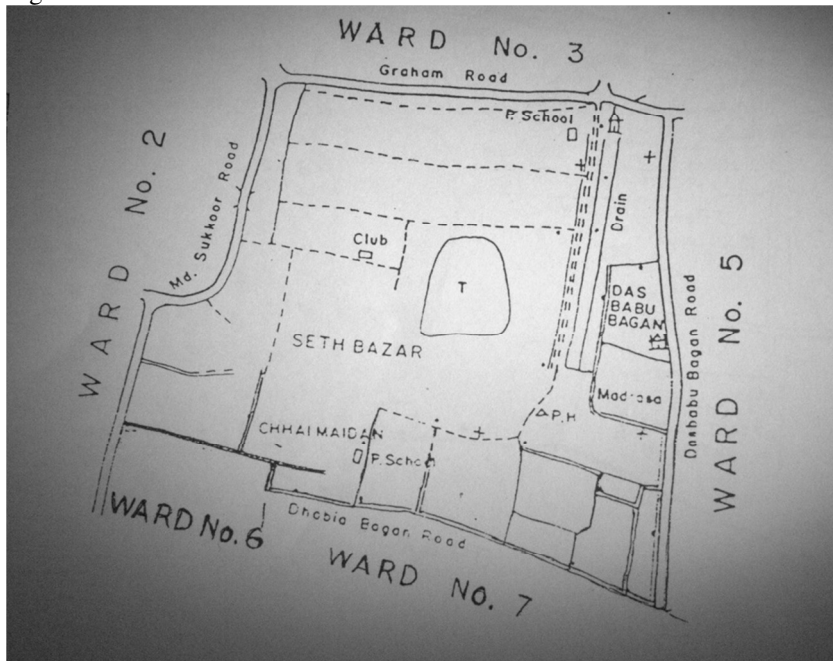 WARD No. 3
Graham Road
P. School
WARD No. 2
Md. Sukkoor Road
Drain
Club
T
DAS
BABU
BAGAN
Dasbabu Bagan Road
WARD No. 5
SETH BAZAR
Madrasa
P.H
CHHAI MAIDAN
P. School
Dhobia Bagan Road
WARD No. 6
WARD No. 7